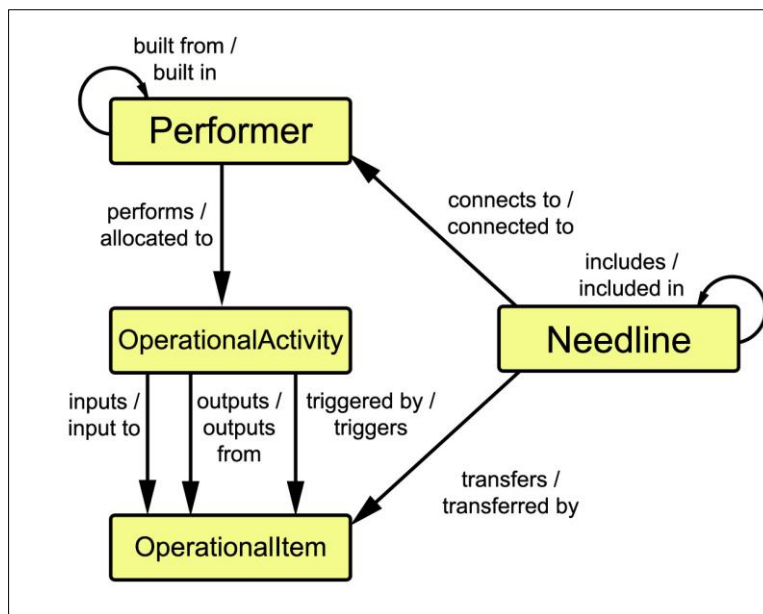 built from /
built in
Performer
performs /
allocated to
connects to /
connected to
includes /
included in
OperationalActivity
Needline
inputs /
input to
outputs /
outputs
from
triggered by /
triggers
transfers /
transferred by
OperationalItem